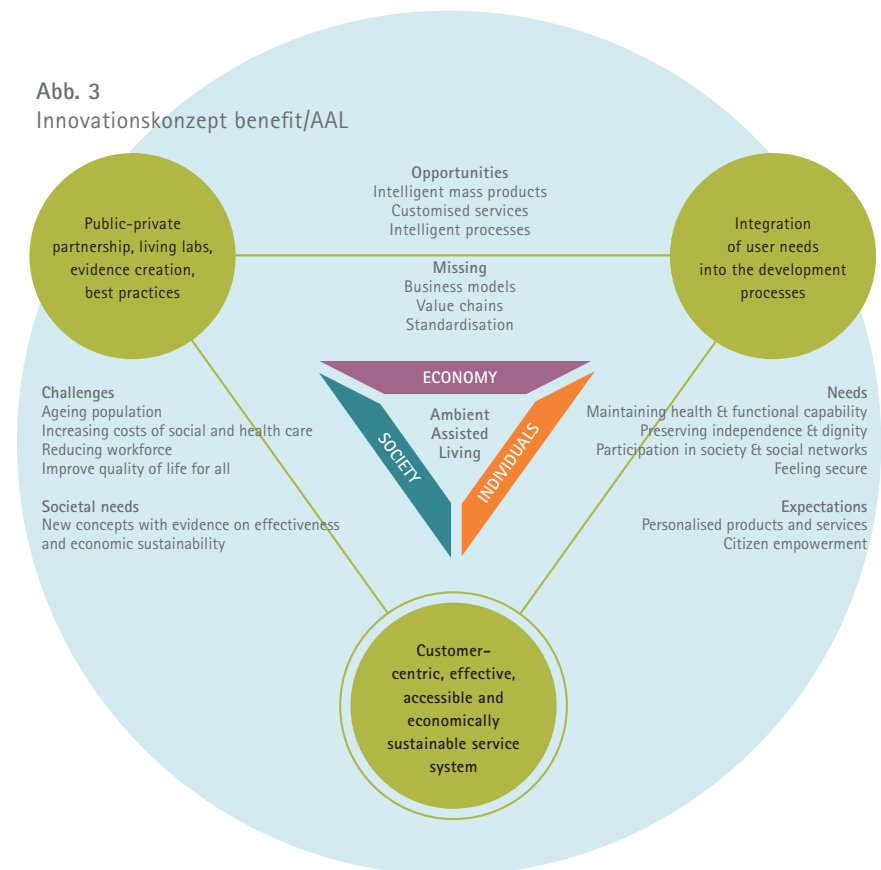 Abb. 3
Innovationskonzept benefit/AAL
Public-private
partnership, living labs,
evidence creation,
best practices
Opportunities
Intelligent mass products
Customised services
Intelligent processes
Missing
Business models
Value chains
Standardisation
Integration
of user needs
into the development
processes
Challenges
Ageing population
Increasing costs of social and health care
Reducing workforce
Improve quality of life for all
Societal needs
New concepts with evidence on effectiveness
and economic sustainability
ECONOMY
SOCIETY
Ambient
Assisted
Living
INDIVIDUALS
Needs
Maintaining health & functional capability
Preserving independence & dignity
Participation in society & social networks
Feeling secure
Expectations
Personalised products and services
Citizen empowerment
Customer-
centric, effective,
accessible and
economically
sustainable service
system